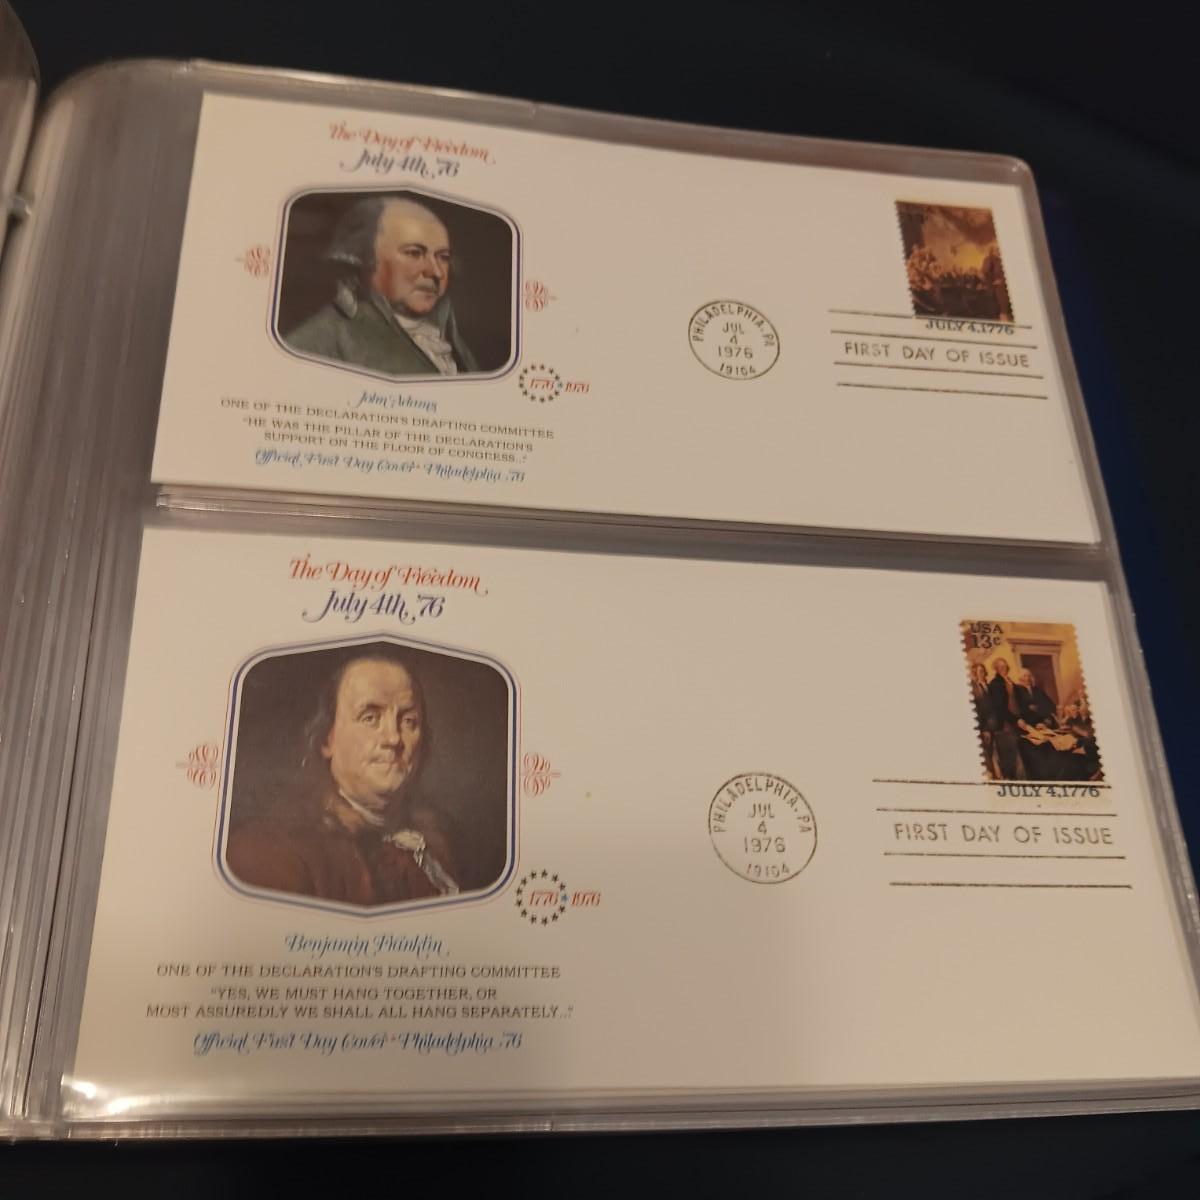 The Day of Freedom
July 4th, '76
13c
PHILADELPHIA, PA
JUL
4
1976
19104
JULY 4, 1776
FIRST DAY OF ISSUE
1776 ★ 1976
John Adams
ONE OF THE DECLARATION'S DRAFTING COMMITTEE
"HE WAS THE PILLAR OF THE DECLARATION'S
SUPPORT ON THE FLOOR OF CONGRESS..."
Official First Day Cover • Philadelphia '76
The Day of Freedom
July 4th, '76
USA
13c
PHILADELPHIA, PA
JUL
4
1976
19104
JULY 4, 1776
FIRST DAY OF ISSUE
1776 ★ 1976
Benjamin Franklin
ONE OF THE DECLARATION'S DRAFTING COMMITTEE
"YES, WE MUST HANG TOGETHER, OR
MOST ASSUREDLY WE SHALL ALL HANG SEPARATELY..."
Official First Day Cover • Philadelphia '76